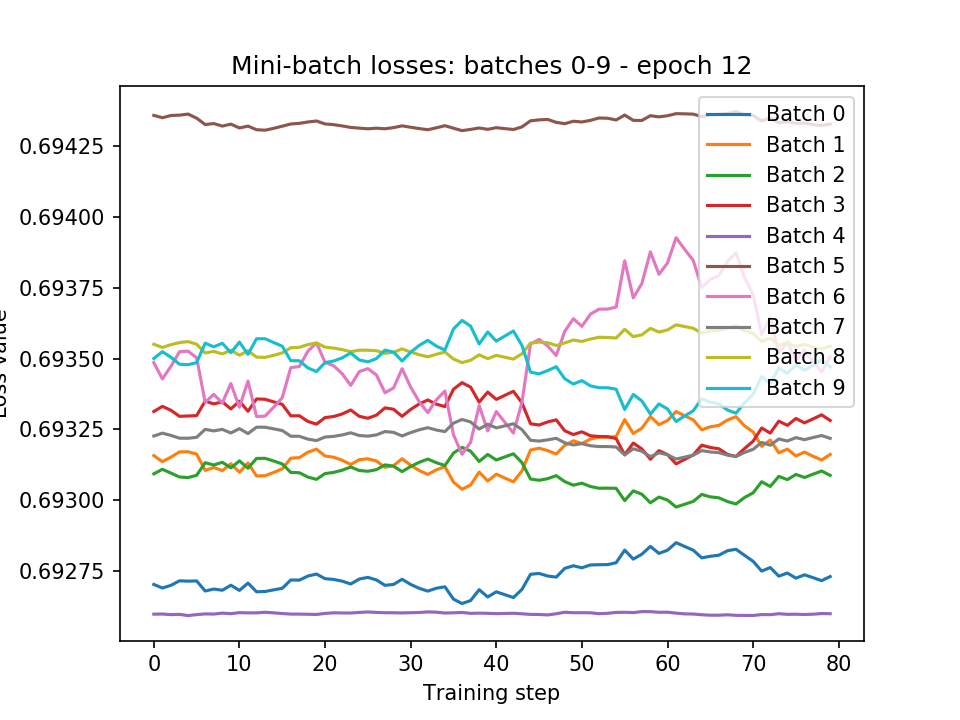 Mini-batch losses: batches 0-9 - epoch 12
0.69425
0.69400
0.69375
0.69350
0.69325
0.69300
0.69275
Batch 0
Batch 1
Batch 2
Batch 3
Batch 4
Batch 5
Batch 6
Batch 7
Batch 8
Batch 9
0 10 20 30 40 50 60 70 80
Training step
Loss value